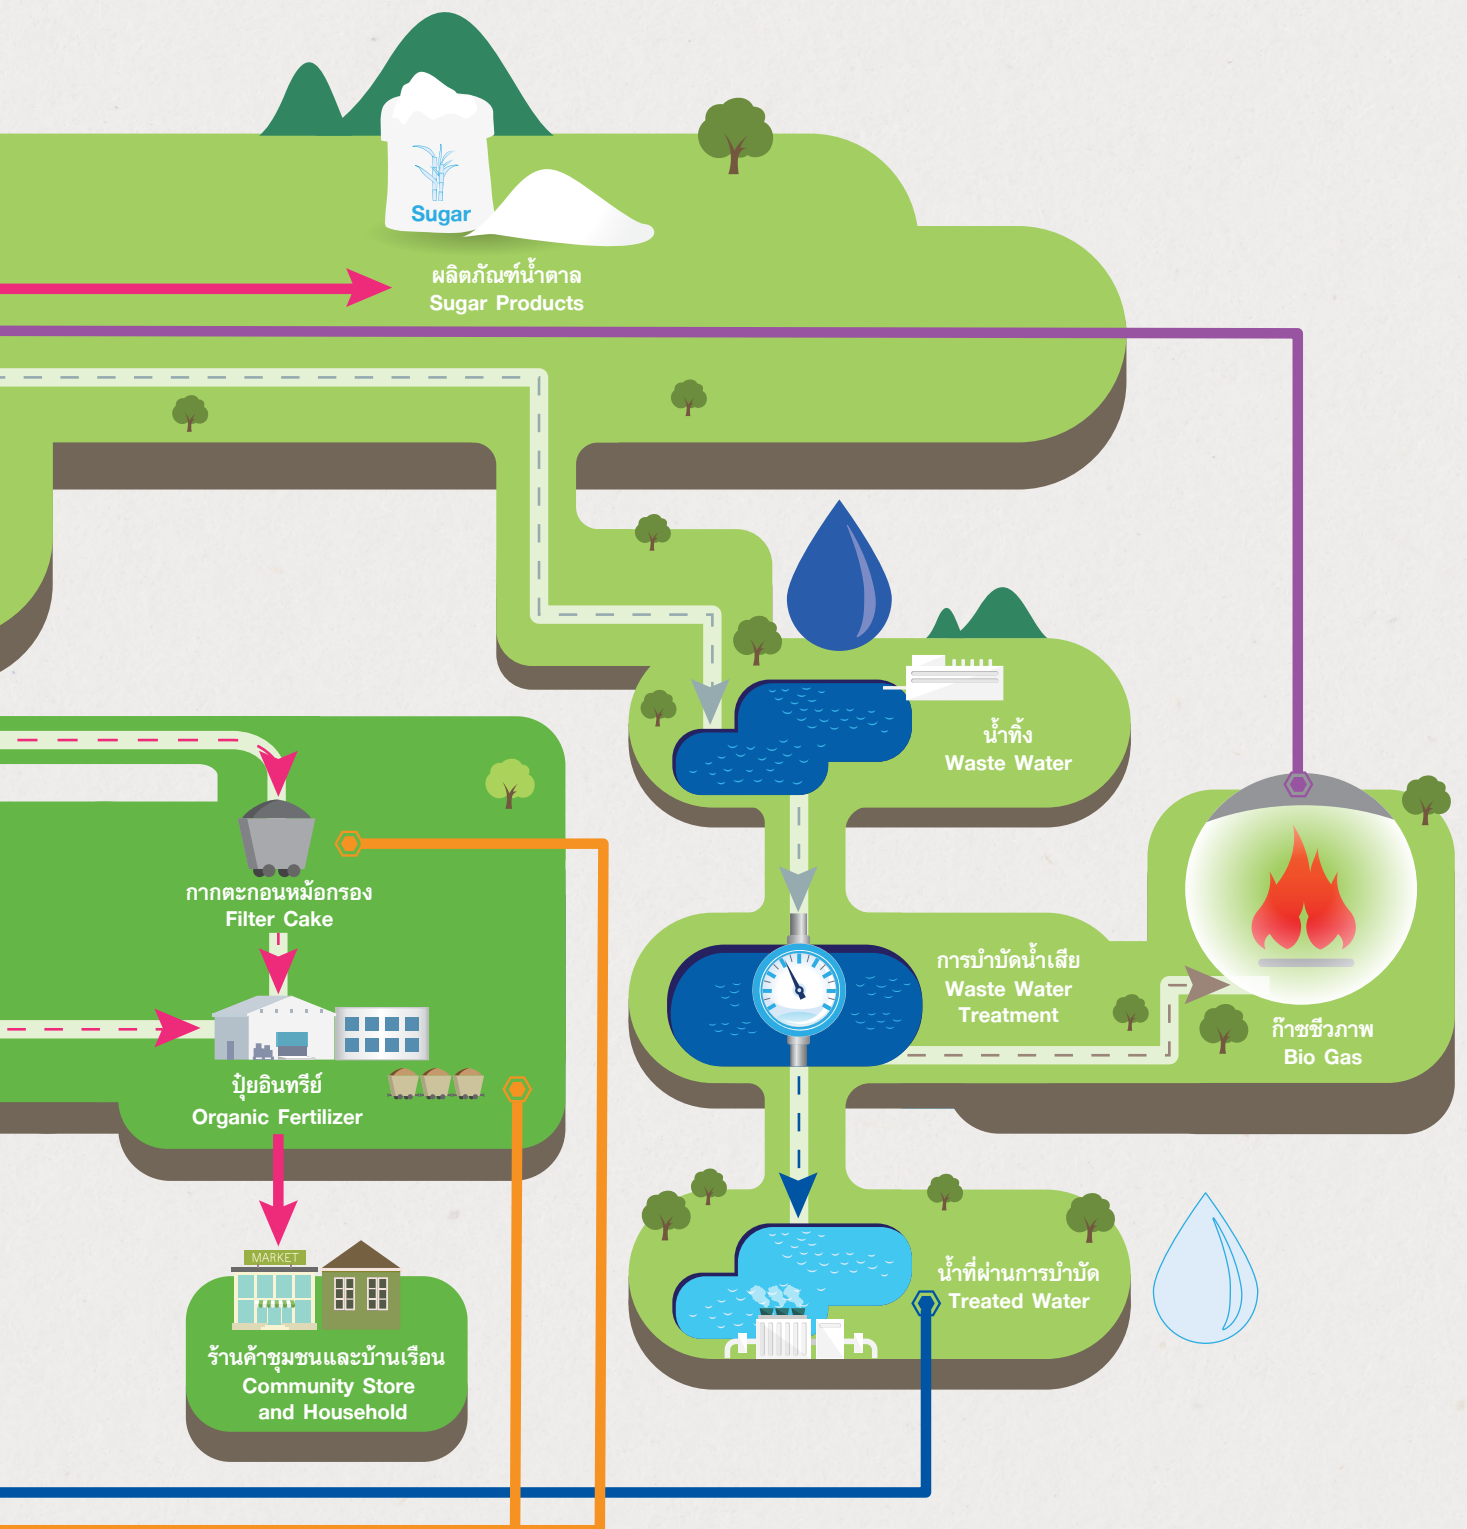 Sugar
ผลิตภัณฑ์น้ำตาล
Sugar Products
น้ำทิ้ง
Waste Water
กากตะกอนหม้อกรอง
Filter Cake
การบำบัดน้ำเสีย
Waste Water
Treatment
ก๊าซชีวภาพ
Bio Gas
ปุ๋ยอินทรีย์
Organic Fertilizer
MARKET
น้ำที่ผ่านการบำบัด
Treated Water
ร้านค้าชุมชนและบ้านเรือน
Community Store
and Household